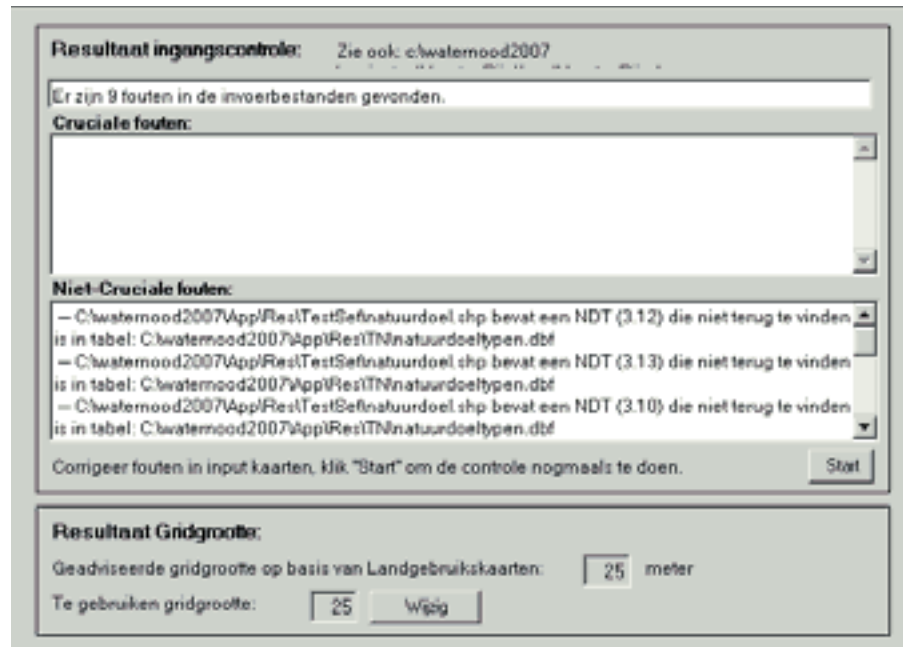 Resultaat ingangscontrole: Zie ook: c:\waternood2007
Er zijn 9 fouten in de invoerbestanden gevonden.
Cruciale fouten:
Niet-Cruciale fouten:
-- C:\waternood2007\App\Res\TestSet\natuurdoel.shp bevat een NDT (3.12) die niet terug te vinden
is in tabel: C:\waternood2007\App\Res\TN\natuurdoeltypen.dbf
-- C:\waternood2007\App\Res\TestSet\natuurdoel.shp bevat een NDT (3.13) die niet terug te vinden
is in tabel: C:\waternood2007\App\Res\TN\natuurdoeltypen.dbf
-- C:\waternood2007\App\Res\TestSet\natuurdoel.shp bevat een NDT (3.10) die niet terug te vinden
is in tabel: C:\waternood2007\App\Res\TN\natuurdoeltypen.dbf
Corrigeer fouten in input kaarten, klik "Start" om de controle nogmaals te doen. Start
Resultaat Gridgrootte:
Geadviseerde gridgrootte op basis van Landgebruikskaarten: 25 meter
Te gebruiken gridgrootte: 25 Wijzig